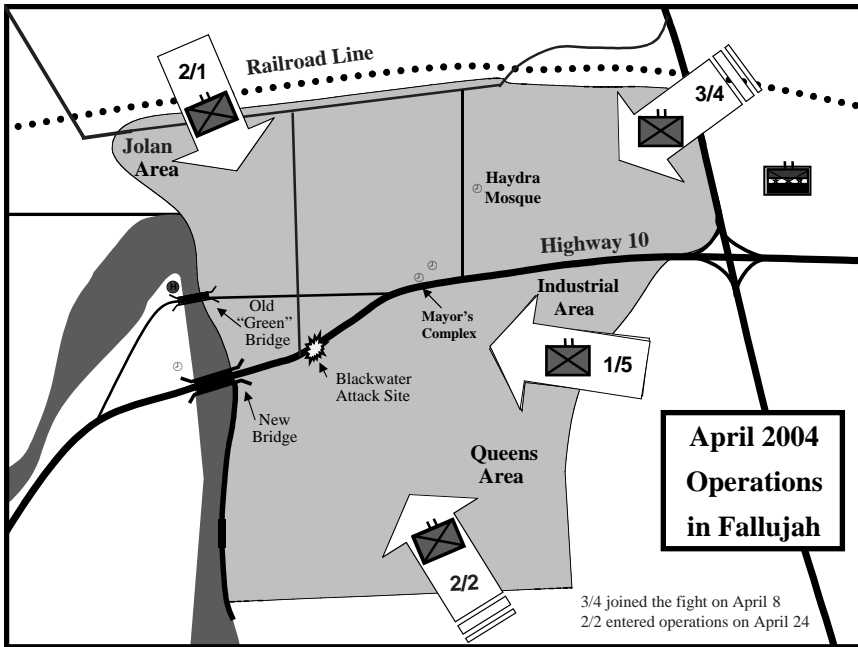 2/1
Railroad Line
3/4
Jolan
Area
Haydra
Mosque
Highway 10
H
Old
“Green”
Bridge
Industrial
Area
Mayor’s
Complex
1/5
Blackwater
Attack Site
New
Bridge
Queens
Area
April 2004
Operations
in Fallujah
2/2
3/4 joined the fight on April 8
2/2 entered operations on April 24